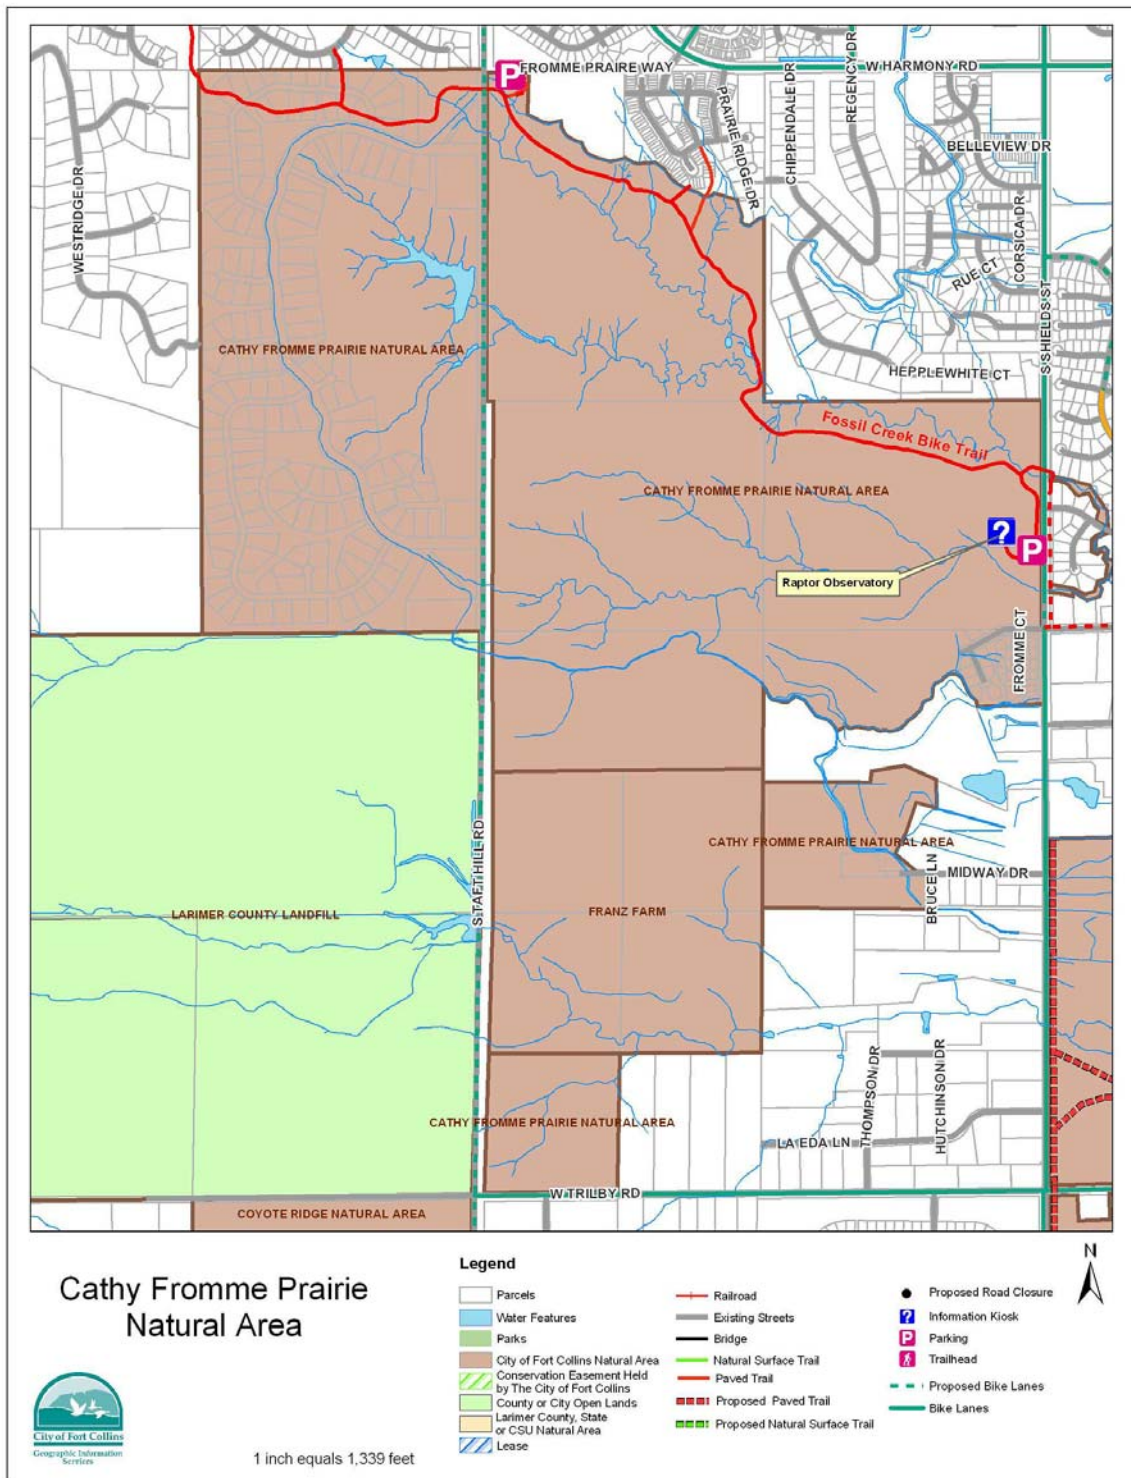 FROMME PRAIRE WAY
W HARMONY RD
WESTRIDGE DR
PRAIRIE RIDGE DR
CHIPPENDALE DR
REGENCY DR
BELLEVIEW DR
CORSICA DR
RUE CT
S SHIELDS ST
HEPPLEWHITE CT
CATHY FROMME PRAIRIE NATURAL AREA
Fossil Creek Bike Trail
CATHY FROMME PRAIRIE NATURAL AREA
?
P
P
Raptor Observatory
FROMME CT
S TAFT HILL RD
CATHY FROMME PRAIRIE NATURAL AREA
BRUCE LN
MIDWAY DR
LARIMER COUNTY LANDFILL
FRANZ FARM
THOMPSON DR
HUTCHINSON DR
CATHY FROMME PRAIRIE NATURAL AREA
LA EDA LN
W TRILBY RD
COYOTE RIDGE NATURAL AREA
Cathy Fromme Prairie
Natural Area
City of Fort Collins
Geographic Information
Services
1 inch equals 1,339 feet
Legend
Parcels
Water Features
Parks
City of Fort Collins Natural Area
Conservation Easement Held
by The City of Fort Collins
County or City Open Lands
Larimer County, State
or CSU Natural Area
Lease
Railroad
Existing Streets
Bridge
Natural Surface Trail
Paved Trail
Proposed Paved Trail
Proposed Natural Surface Trail
Proposed Road Closure
? Information Kiosk
P Parking
Trailhead
Proposed Bike Lanes
Bike Lanes
N